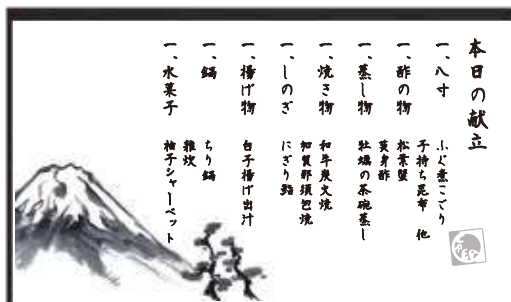 本日の献立
一、八寸 ふぐ煮こごり
子持ち昆布 他
一、酢の物 松葉蟹
黄身酢
一、蒸し物 牡蠣の茶碗蒸し
一、焼き物 和牛炭火焼
加賀那須包焼
一、しのぎ にぎり鮨
一、揚げ物 白子揚げ出汁
一、鍋 ちり鍋
雑炊
一、水菓子 柚子シャーベット